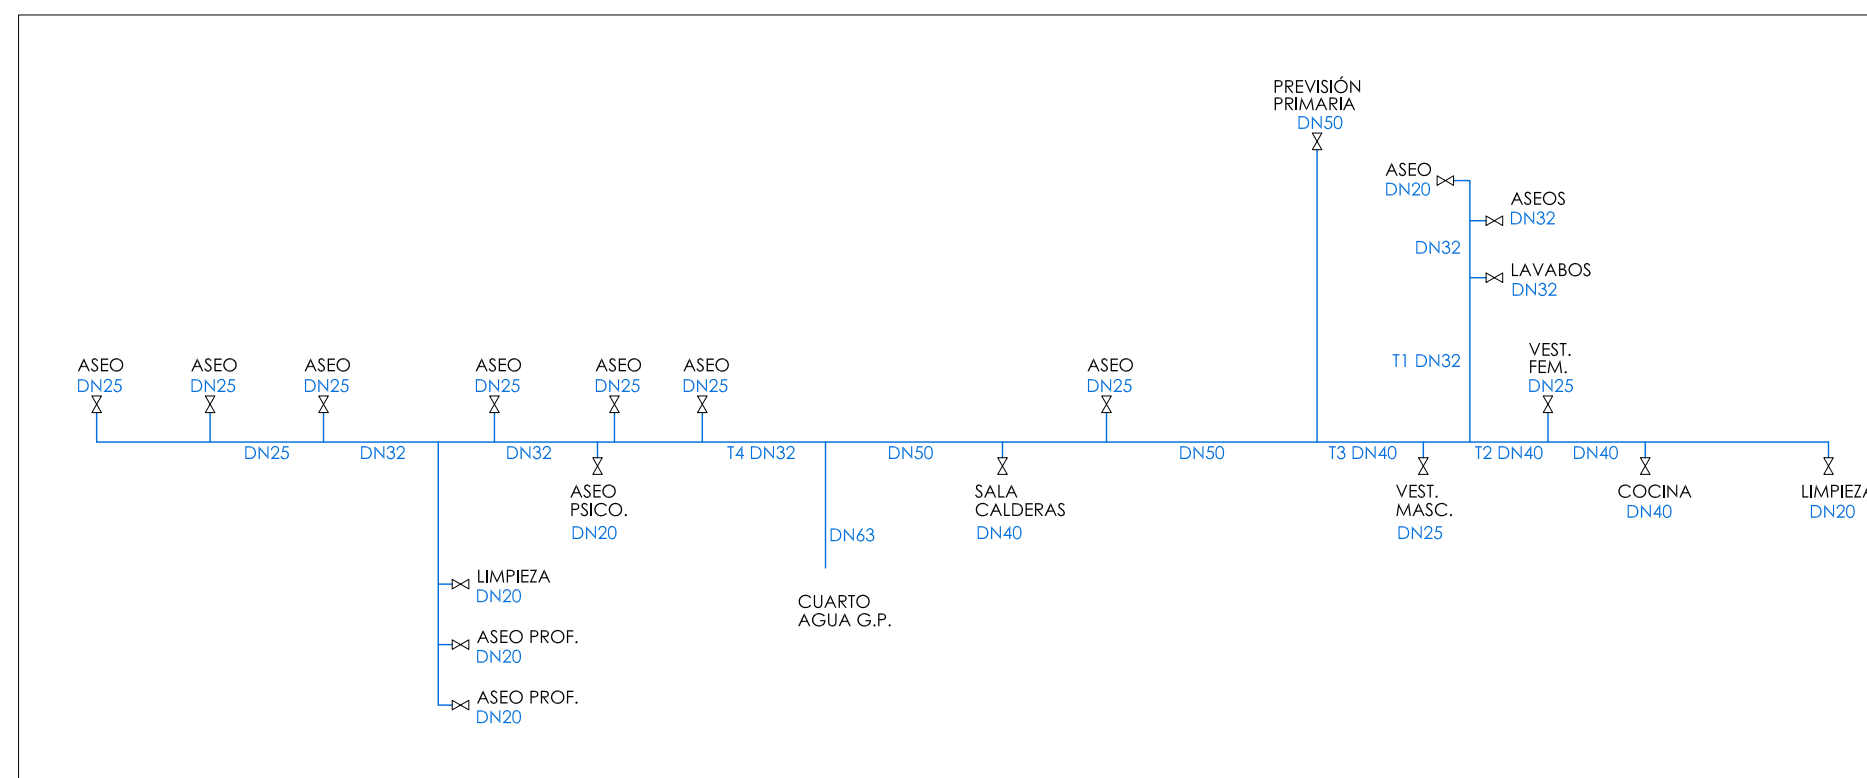 PREVISIÓN
PRIMARIA
DN50
ASEO
DN20
ASEOS
DN32
DN32
LAVABOS
DN32
T1 DN32
VEST.
FEM.
DN25
ASEO
DN25
ASEO
DN25
ASEO
DN25
ASEO
DN25
ASEO
DN25
ASEO
DN25
ASEO
DN25
DN25
DN32
DN32
T4 DN32
DN50
DN50
T3 DN40
T2 DN40
DN40
ASEO
PSICO.
DN20
SALA
CALDERAS
DN40
VEST.
MASC.
DN25
COCINA
DN40
LIMPIEZA
DN20
DN63
LIMPIEZA
DN20
ASEO PROF.
DN20
ASEO PROF.
DN20
CUARTO
AGUA G.P.